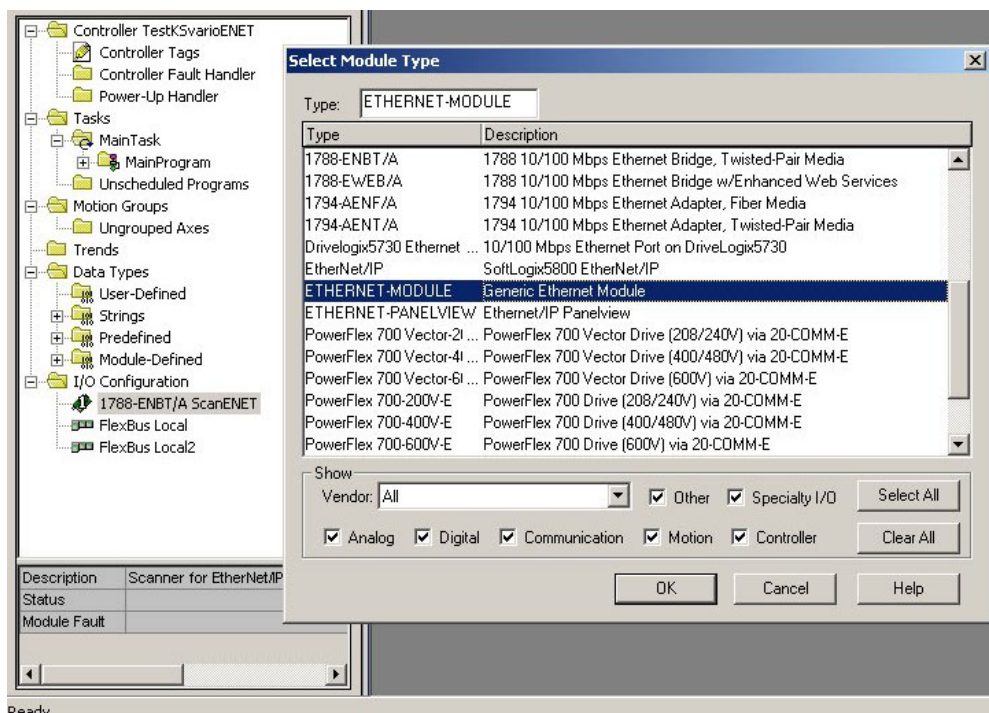 Controller TestKSvarioENET
Controller Tags
Controller Fault Handler
Power-Up Handler
Tasks
MainTask
MainProgram
Unscheduled Programs
Motion Groups
Ungrouped Axes
Trends
Data Types
User-Defined
Strings
Predefined
Module-Defined
I/O Configuration
1788-ENBT/A ScanENET
FlexBus Local
FlexBus Local2
Description Scanner for EtherNet/IP
Status
Module Fault
Ready
Select Module Type
Type: ETHERNET-MODULE
Type Description
1788-ENBT/A 1788 10/100 Mbps Ethernet Bridge, Twisted-Pair Media
1788-EWEB/A 1788 10/100 Mbps Ethernet Bridge w/Enhanced Web Services
1794-AENF/A 1794 10/100 Mbps Ethernet Adapter, Fiber Media
1794-AENT/A 1794 10/100 Mbps Ethernet Adapter, Twisted-Pair Media
Drivelogix5730 Ethernet ... 10/100 Mbps Ethernet Port on DriveLogix5730
EtherNet/IP SoftLogix5800 EtherNet/IP
ETHERNET-MODULE Generic Ethernet Module
ETHERNET-PANELVIEW Ethernet/IP Panelview
PowerFlex 700 Vector-2(... PowerFlex 700 Vector Drive (208/240V) via 20-COMM-E
PowerFlex 700 Vector-4(... PowerFlex 700 Vector Drive (400/480V) via 20-COMM-E
PowerFlex 700 Vector-6(... PowerFlex 700 Vector Drive (600V) via 20-COMM-E
PowerFlex 700-200V-E PowerFlex 700 Drive (208/240V) via 20-COMM-E
PowerFlex 700-400V-E PowerFlex 700 Drive (400/480V) via 20-COMM-E
PowerFlex 700-600V-E PowerFlex 700 Drive (600V) via 20-COMM-E
Show
Vendor: All Other Specialty I/O Select All
Analog Digital Communication Motion Controller Clear All
OK Cancel Help